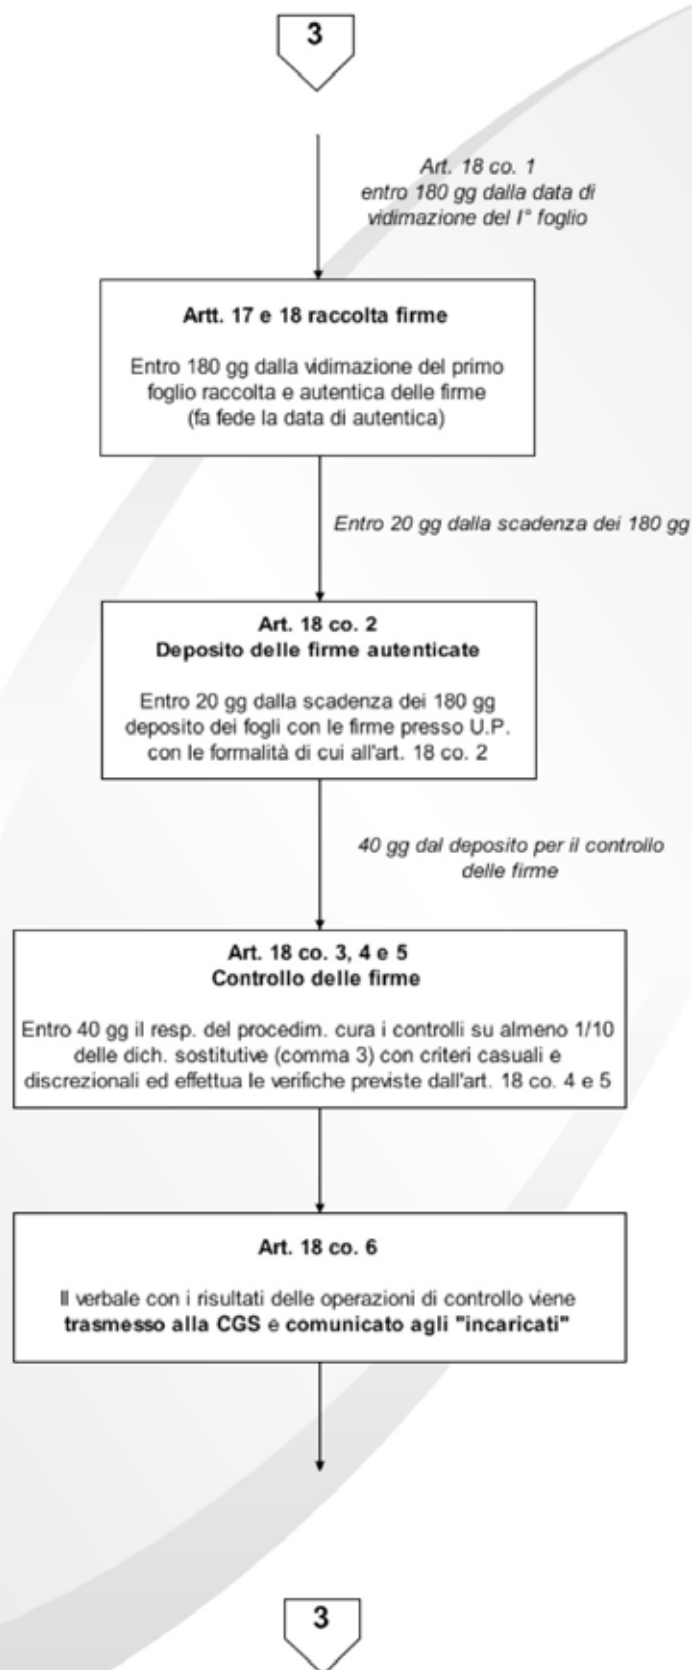 3
Art. 18 co. 1
entro 180 gg dalla data di
vidimazione del I° foglio
Artt. 17 e 18 raccolta firme
Entro 180 gg dalla vidimazione del primo
foglio raccolta e autentica delle firme
(fa fede la data di autentica)
Entro 20 gg dalla scadenza dei 180 gg
Art. 18 co. 2
Deposito delle firme autenticate
Entro 20 gg dalla scadenza dei 180 gg
deposito dei fogli con le firme presso U.P.
con le formalità di cui all'art. 18 co. 2
40 gg dal deposito per il controllo
delle firme
Art. 18 co. 3, 4 e 5
Controllo delle firme
Entro 40 gg il resp. del procedim. cura i controlli su almeno 1/10
delle dich. sostitutive (comma 3) con criteri casuali e
discrezionali ed effettua le verifiche previste dall'art. 18 co. 4 e 5
Art. 18 co. 6
Il verbale con i risultati delle operazioni di controllo viene
trasmesso alla CGS e comunicato agli "incaricati"
3